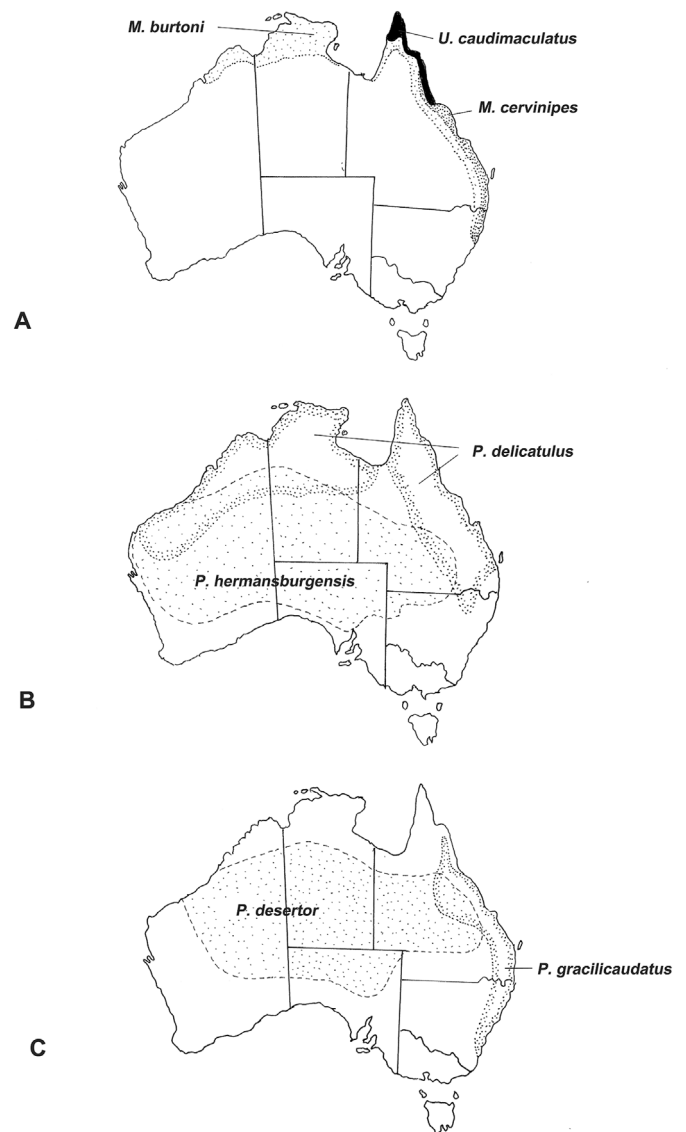 M. burtoni
U. caudimaculatus
M. cervinipes
A
P. delicatulus
P. hermansburgensis
B
P. desertor
P. gracilicaudatus
C